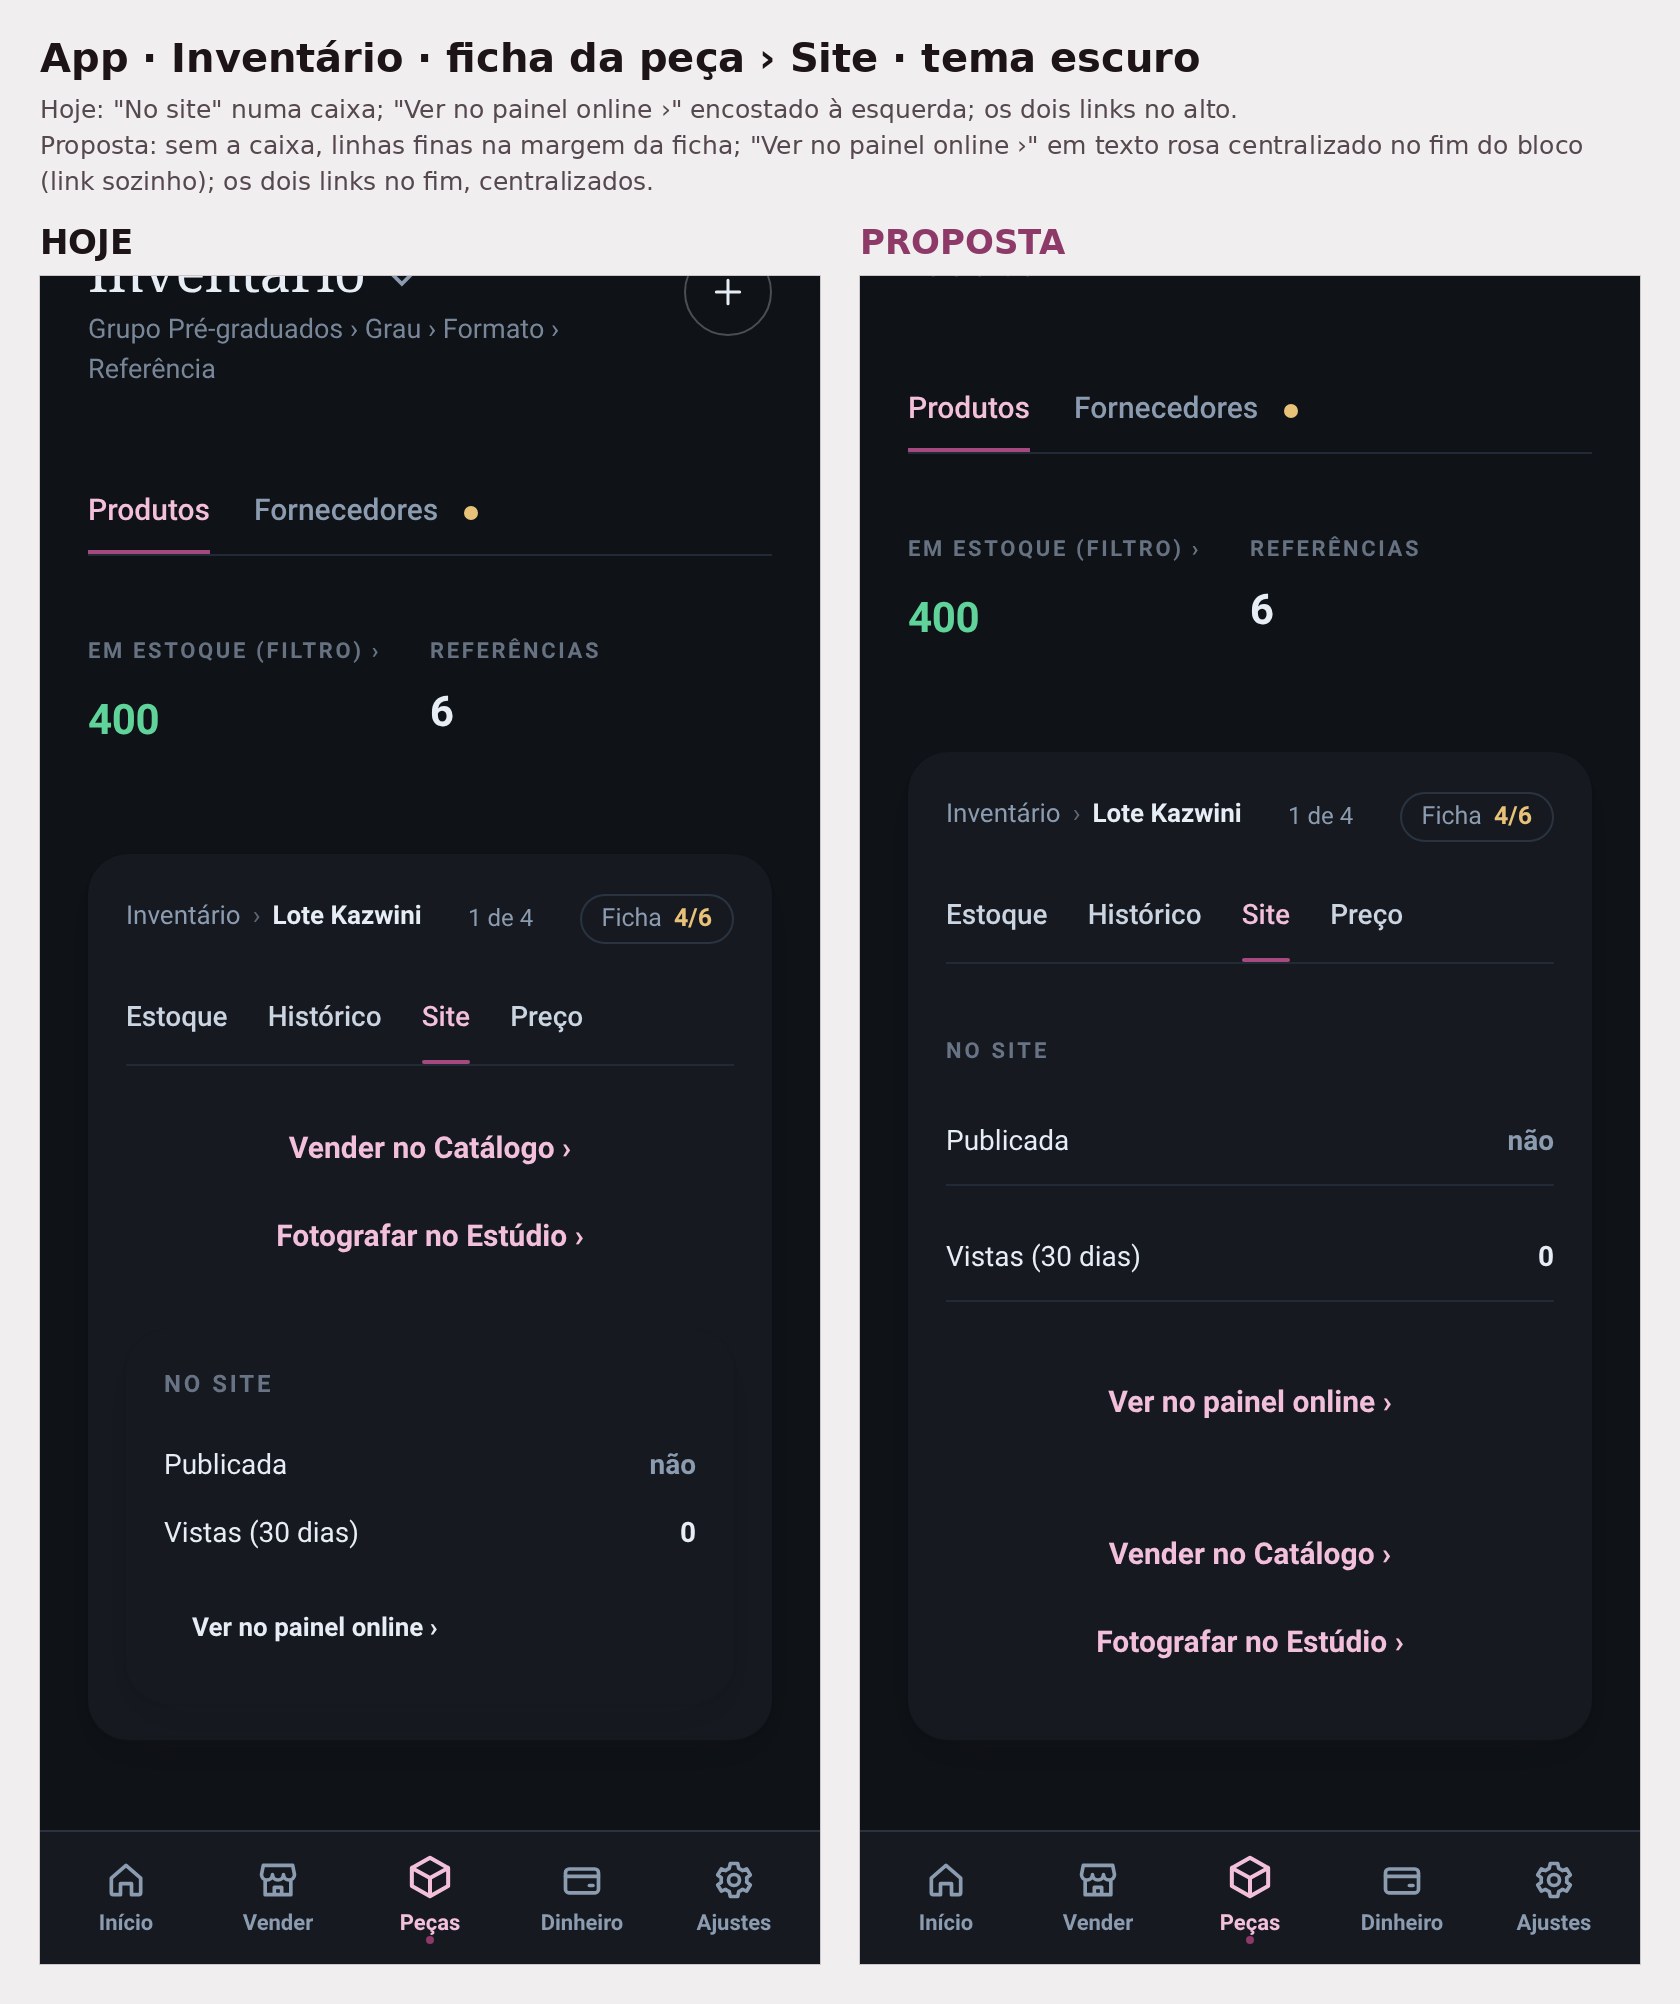 App · Inventário · ficha da peça › Site · tema escuro
Hoje: "No site" numa caixa; "Ver no painel online ›" encostado à esquerda; os dois links no alto.
Proposta: sem a caixa, linhas finas na margem da ficha; "Ver no painel online ›" em texto rosa centralizado no fim do bloco
(link sozinho); os dois links no fim, centralizados.
HOJE
Inventário
Grupo Pré-graduados › Grau › Formato ›
Referência
Produtos Fornecedores
EM ESTOQUE (FILTRO) › REFERÊNCIAS
400 6
Inventário › Lote Kazwini 1 de 4 Ficha 4/6
Estoque Histórico Site Preço
Vender no Catálogo ›
Fotografar no Estúdio ›
NO SITE
Publicada não
Vistas (30 dias) 0
Ver no painel online ›
Início Vender Peças Dinheiro Ajustes
PROPOSTA
Produtos Fornecedores
EM ESTOQUE (FILTRO) › REFERÊNCIAS
400 6
Inventário › Lote Kazwini 1 de 4 Ficha 4/6
Estoque Histórico Site Preço
NO SITE
Publicada não
Vistas (30 dias) 0
Ver no painel online ›
Vender no Catálogo ›
Fotografar no Estúdio ›
Início Vender Peças Dinheiro Ajustes